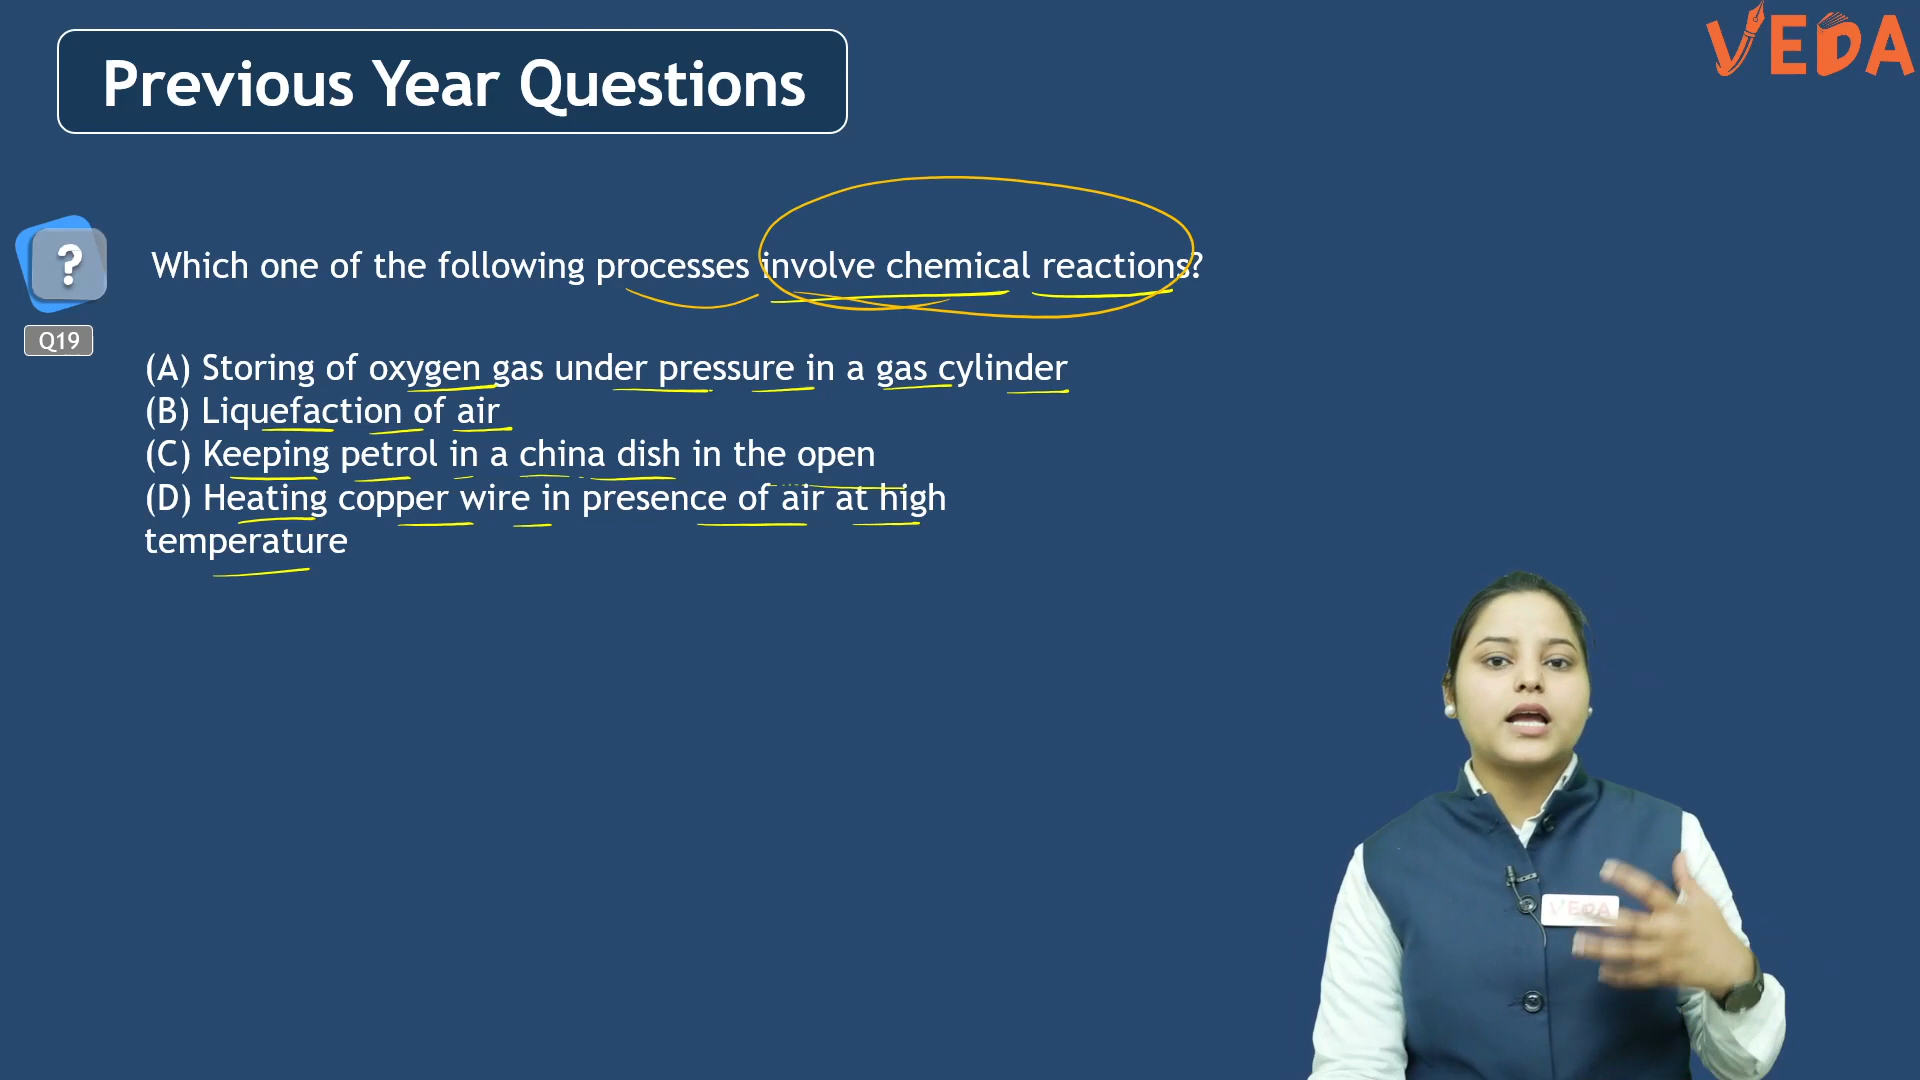 VEDA
Previous Year Questions
?
Which one of the following processes involve chemical reactions?
Q19
(A) Storing of oxygen gas under pressure in a gas cylinder
(B) Liquefaction of air
(C) Keeping petrol in a china dish in the open
(D) Heating copper wire in presence of air at high
temperature
VEDA